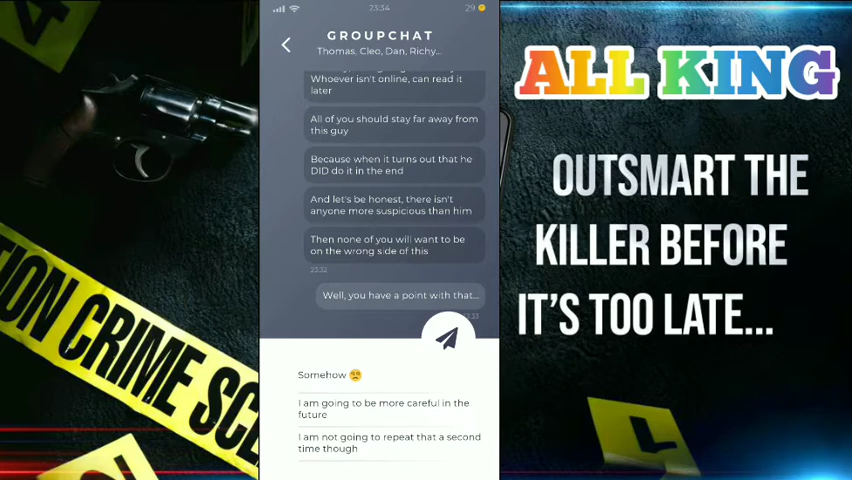 23:34
29
GROUPCHAT
Thomas, Cleo, Dan, Richy...
Whoever isn't online, can read it
later
All of you should stay far away from
this guy
Because when it turns out that he
DID do it in the end
And let's be honest, there isn't
anyone more suspicious than him
Then none of you will want to be
on the wrong side of this
23:32
Well, you have a point with that...
23:33
Somehow 😵‍💫
I am going to be more careful in the
future
I am not going to repeat that a second
time though
ALL KING
OUTSMART THE
KILLER BEFORE
IT'S TOO LATE...
ION CRIME SCE
4